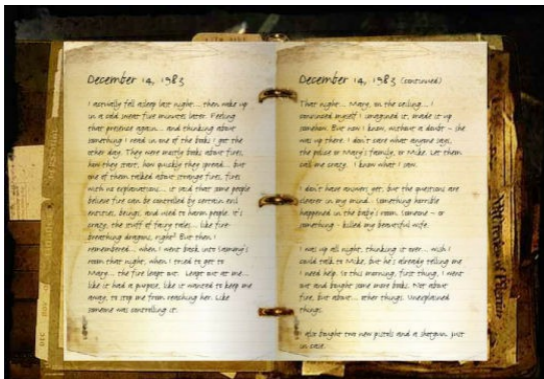 December 14, 1983
I actually fell asleep last night... then woke up
in a cold sweat five minutes later. Feeling
that presence again... and thinking about
something I read in one of the books I got the
other day. They were mostly books about fires,
how they start, how quickly they spread... but
one of them talked about strange fires, fires
with no explanations... it said that some people
believe fire can be controlled by certain evil
entities, beings, and used to harm people. It's
crazy, the stuff of fairy tales... like fire-
breathing dragons, right? But then I
remembered... when I went back into Sammy's
room that night, when I tried to get to
Mary... the fire leapt out. Leapt out at me...
like it had a purpose, like it wanted to keep me
away, to stop me from reaching her. Like
someone was controlling it.
December 14, 1983 (continued)
That night... Mary, on the ceiling... I
convinced myself I imagined it, made it up
somehow. But now I know, without a doubt - she
was up there. I don't care what anyone says,
the police or Mary's family, or Mike. Let them
call me crazy. I know what I saw.
I don't have answers yet, but the questions are
clearer in my mind. Something horrible
happened in the baby's room. Someone - or
something - killed my beautiful wife.
I was up all night, thinking it over... wish I
could talk to Mike, but he's already telling me
I need help. So this morning, first thing, I went
out and bought some more books. Not about
fire, but about... other things. Unexplained
things.
I also bought two new pistols and a shotgun. Just
in case.